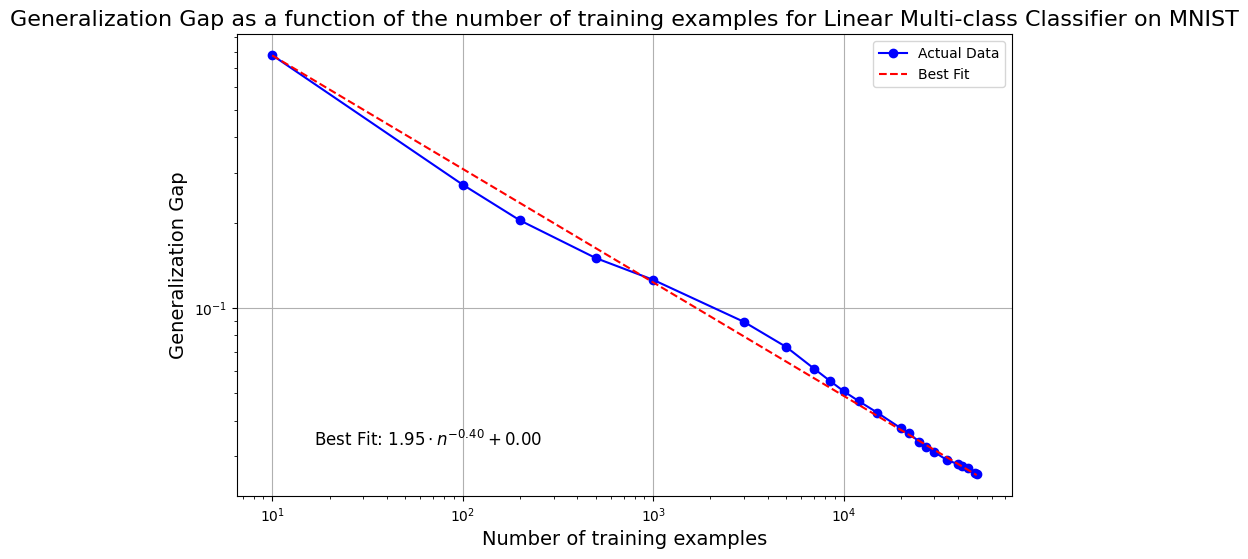 Generalization Gap as a function of the number of training examples for Linear Multi-class Classifier on MNIST
Actual Data
Best Fit
Generalization Gap
10⁻¹
Best Fit: 1.95 · n⁻⁰·⁴⁰ + 0.00
10¹ 10² 10³ 10⁴
Number of training examples